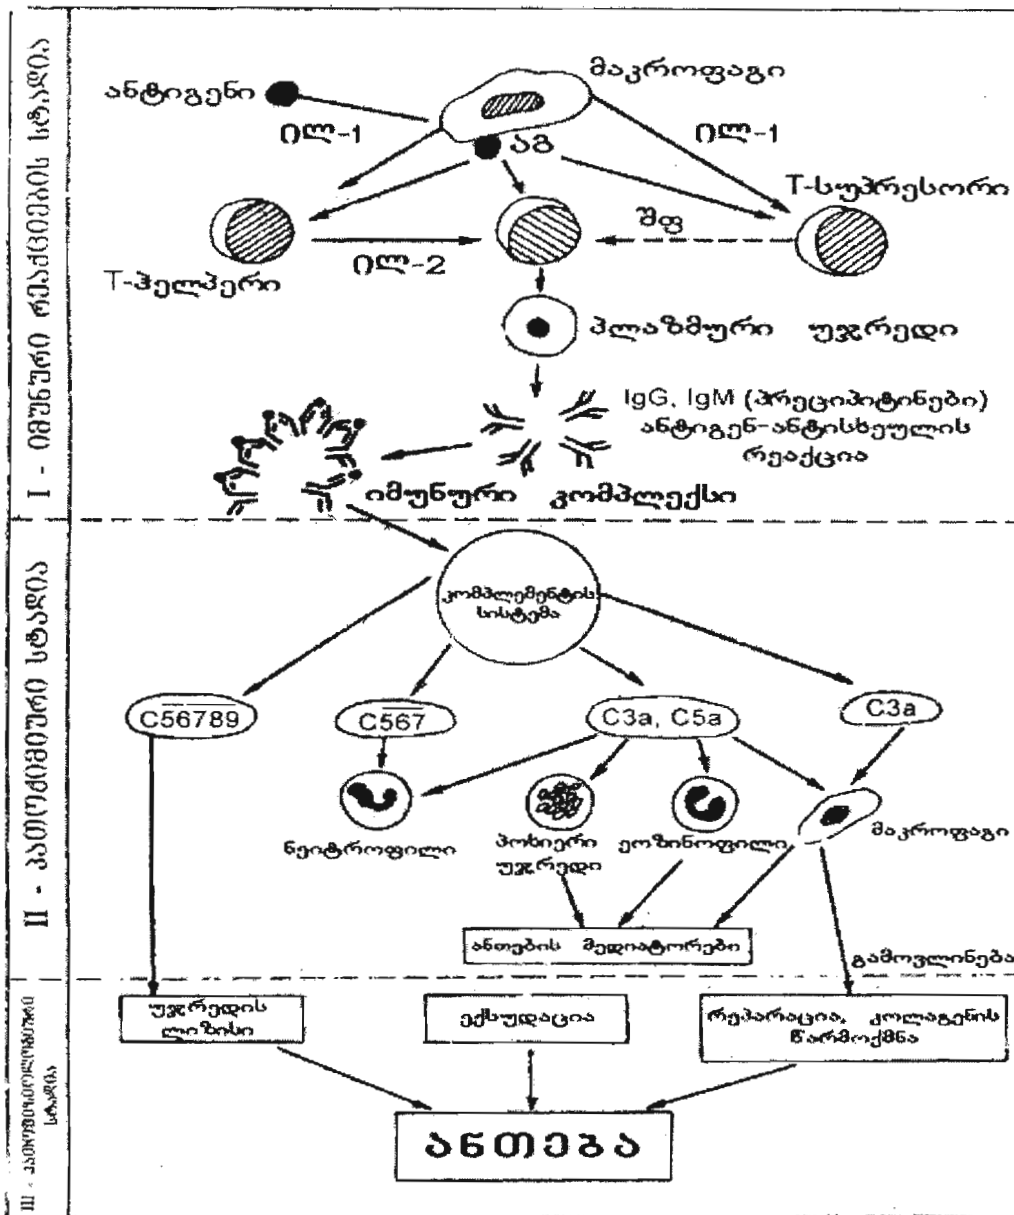 I - იმუნური რეაქციების სტადია
მაკროფაგი
ანტიგენი
ილ-1
აგ
ილ-1
T-სუპრესორი
შფ
T-ჰელპერი
ილ-2
პლაზმური უჯრედი
IgG, IgM (პრეციპიტინები)
ანტიგენ-ანტისხეულის
რეაქცია
იმუნური კომპლექსი
II - პათოქიმიური სტადია
კომპლემენტის
სისტემა
C56789
C567
C3a, C5a
C3a
ნეიტროფილი
პოხიერი
უჯრედი
ეოზინოფილი
მაკროფაგი
ანთების მედიატორები
გამოვლინება
III - პათოფიზიოლოგიური
სტადია
უჯრედის
ლიზისი
ექსუდაცია
რეპარაცია, კოლაგენის
წარმოქმნა
ანთება